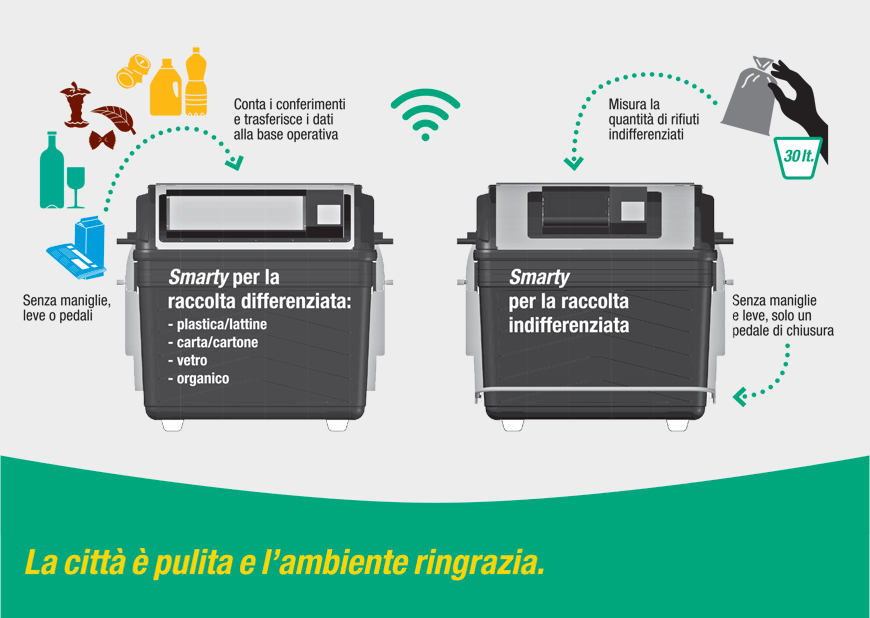 Conta i conferimenti
e trasferisce i dati
alla base operativa
Misura la
quantità di rifiuti
indifferenziati
30 lt.
Smarty per la
raccolta differenziata:
- plastica/lattine
- carta/cartone
- vetro
- organico
Senza maniglie,
leve o pedali
Smarty
per la raccolta
indifferenziata
Senza maniglie
e leve, solo un
pedale di chiusura
La città è pulita e l’ambiente ringrazia.